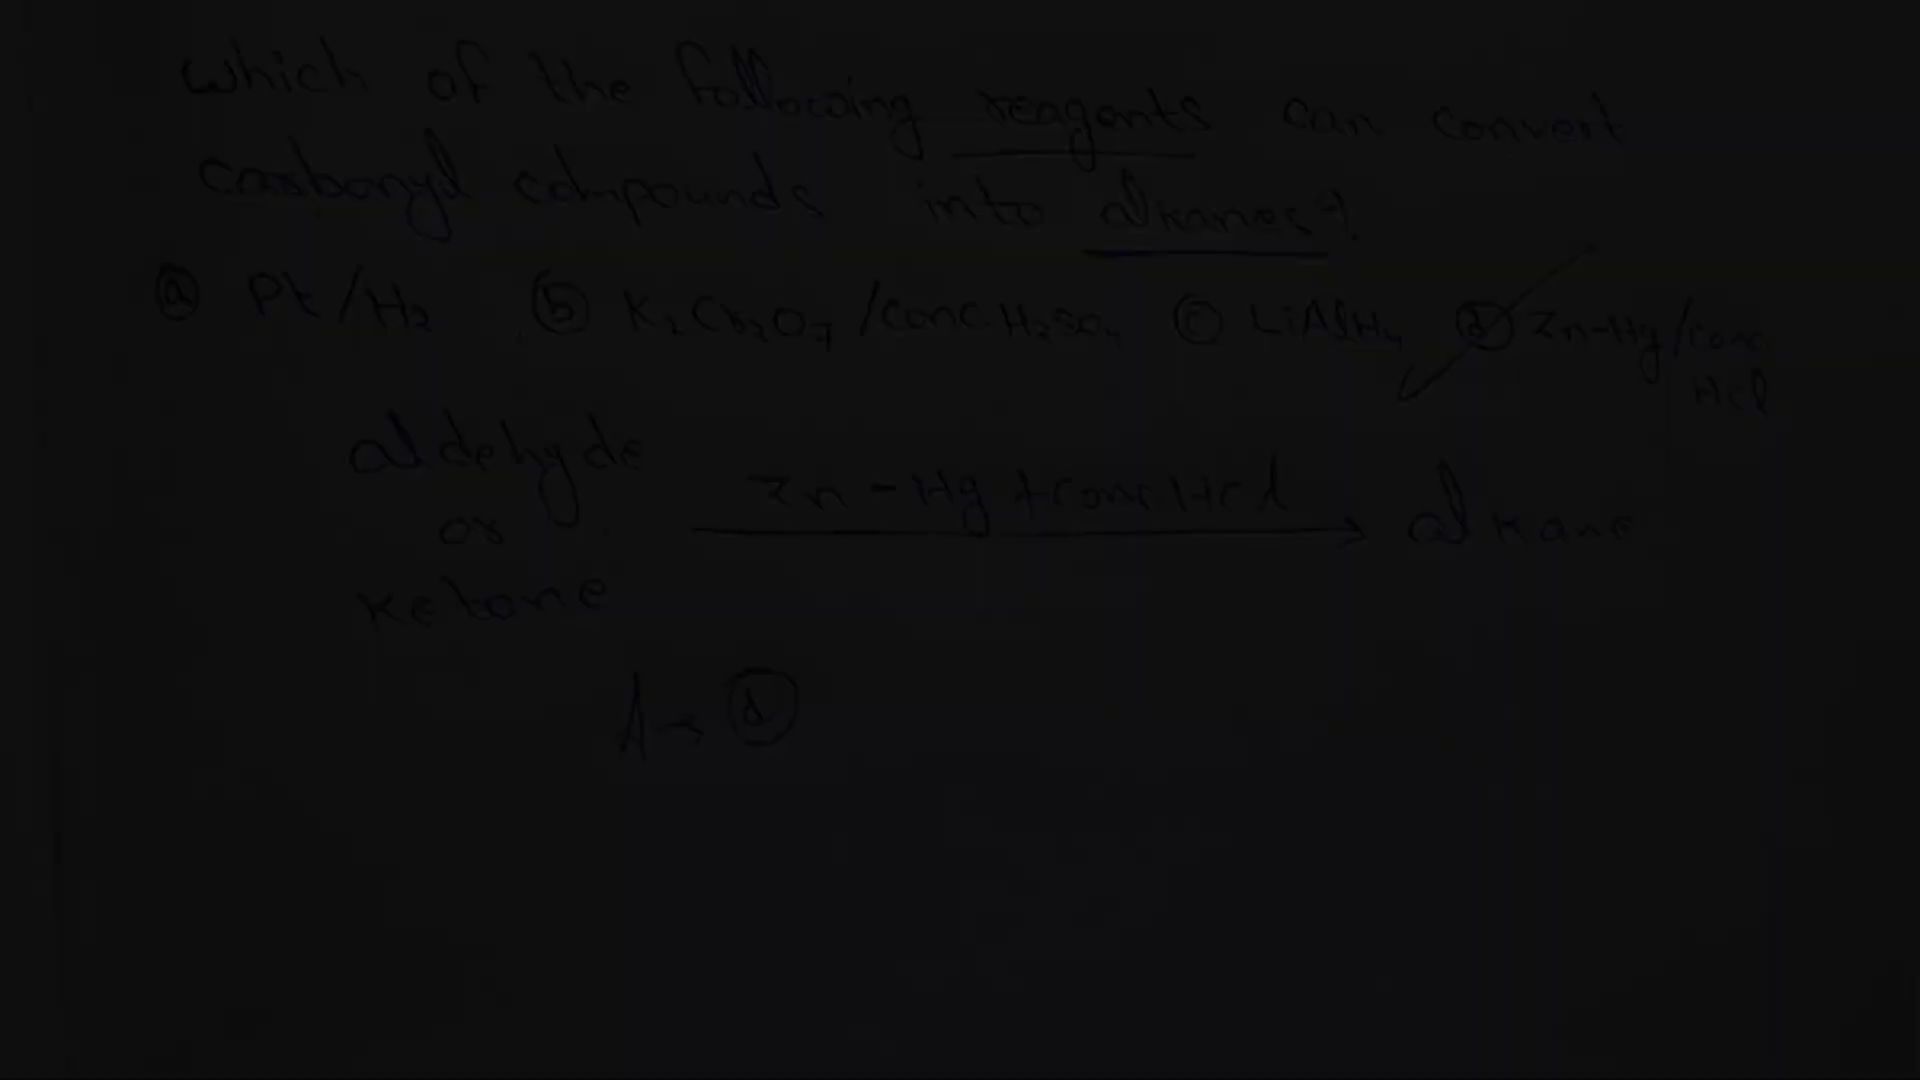 Which of the following reagents can convert
carbonyl compounds into alkanes?
ⓐ Pt/H₂ ⓑ K₂Cr₂O₇/conc.H₂SO₄ ⓒ LiAlH₄ ⓓ Zn-Hg/conc
HCl
aldehyde
or
ketone
Zn-Hg + conc HCl
alkane
A→ ⓓ